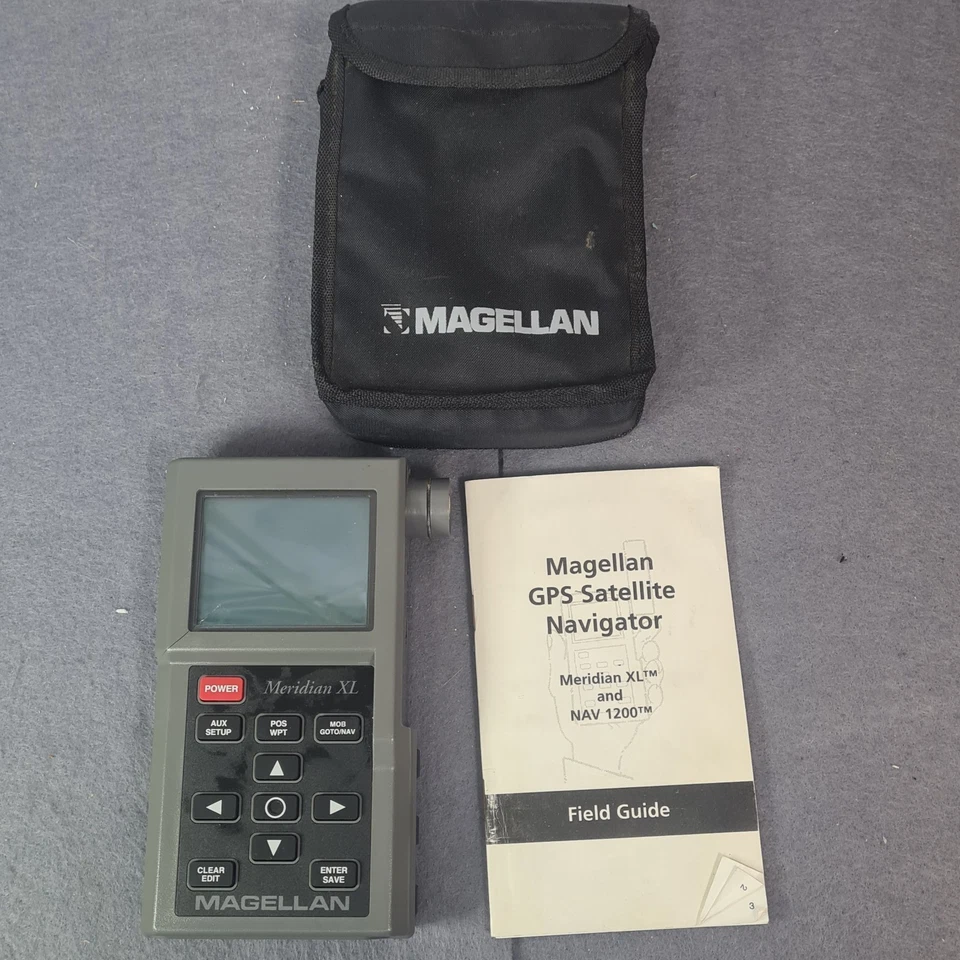 MAGELLAN
POWER
Meridian XL
AUX
SETUP
POS
WPT
MOB
GOTO/NAV
CLEAR
EDIT
ENTER
SAVE
MAGELLAN
Magellan
GPS Satellite
Navigator
Meridian XL™
and
NAV 1200™
Field Guide
2
3